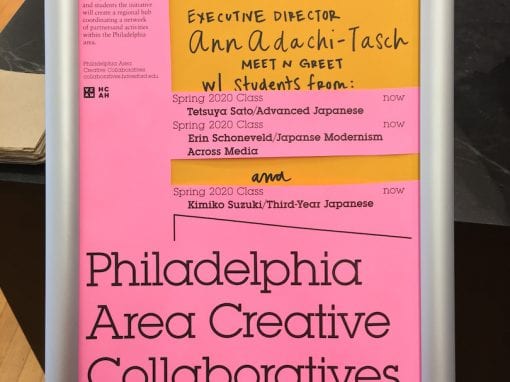 and students the initiative
will create a regional hub
coordinating a network
of partnersand activities
within the Philadelphia
area.
Philadelphia Area
Creative Collaboratives
collaboratives.haverford.edu
HC
AH
EXECUTIVE DIRECTOR
Ann Adachi-Tasch
MEET N GREET
w/ students from:
Spring 2020 Class now
Tetsuya Sato/Advanced Japanese
Spring 2020 Class now
Erin Schoneveld/Japanse Modernism
Across Media
and
Spring 2020 Class now
Kimiko Suzuki/Third-Year Japanese
Philadelphia
Area Creative
Collaboratives